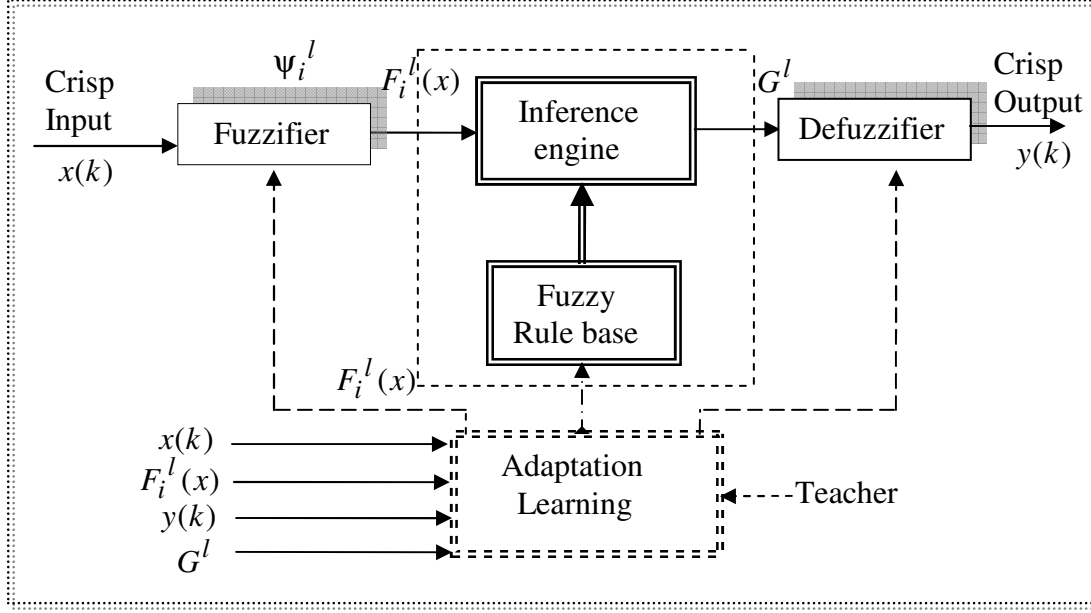 Crisp
Input
x(k)
ψ_i^l
Fuzzifier
F_i^l(x)
Inference
engine
G^l
Defuzzifier
Crisp
Output
y(k)
Fuzzy
Rule base
F_i^l(x)
x(k)
F_i^l(x)
y(k)
G^l
Adaptation
Learning
Teacher